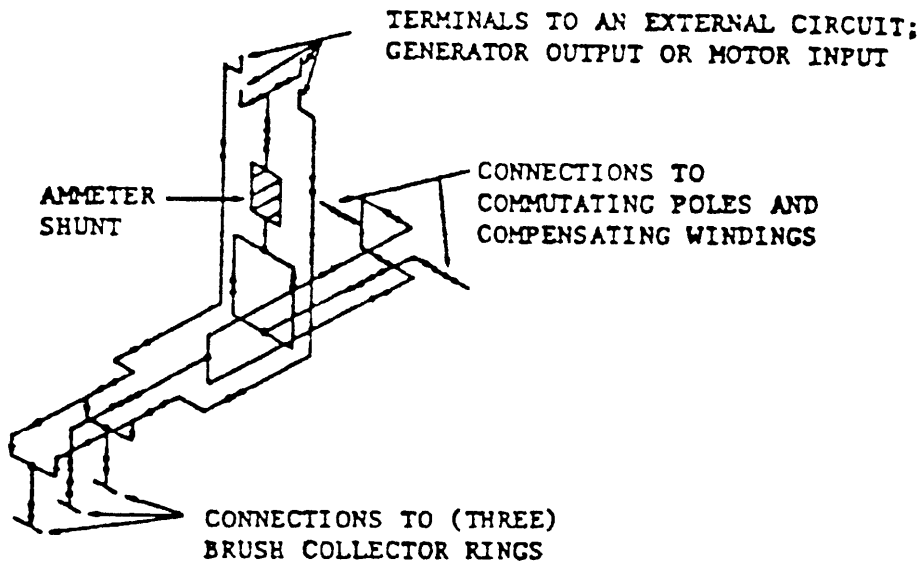 TERMINALS TO AN EXTERNAL CIRCUIT;
GENERATOR OUTPUT OR MOTOR INPUT
AMMETER
SHUNT
CONNECTIONS TO
COMMUTATING POLES AND
COMPENSATING WINDINGS
CONNECTIONS TO (THREE)
BRUSH COLLECTOR RINGS